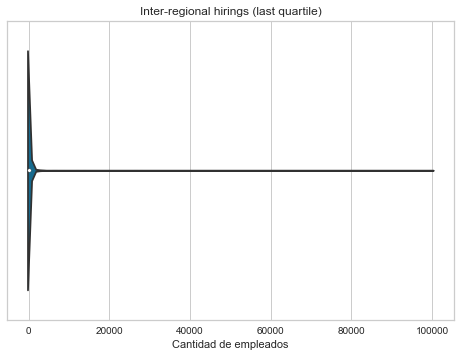 Inter-regional hirings (last quartile)
0 20000 40000 60000 80000 100000
Cantidad de empleados